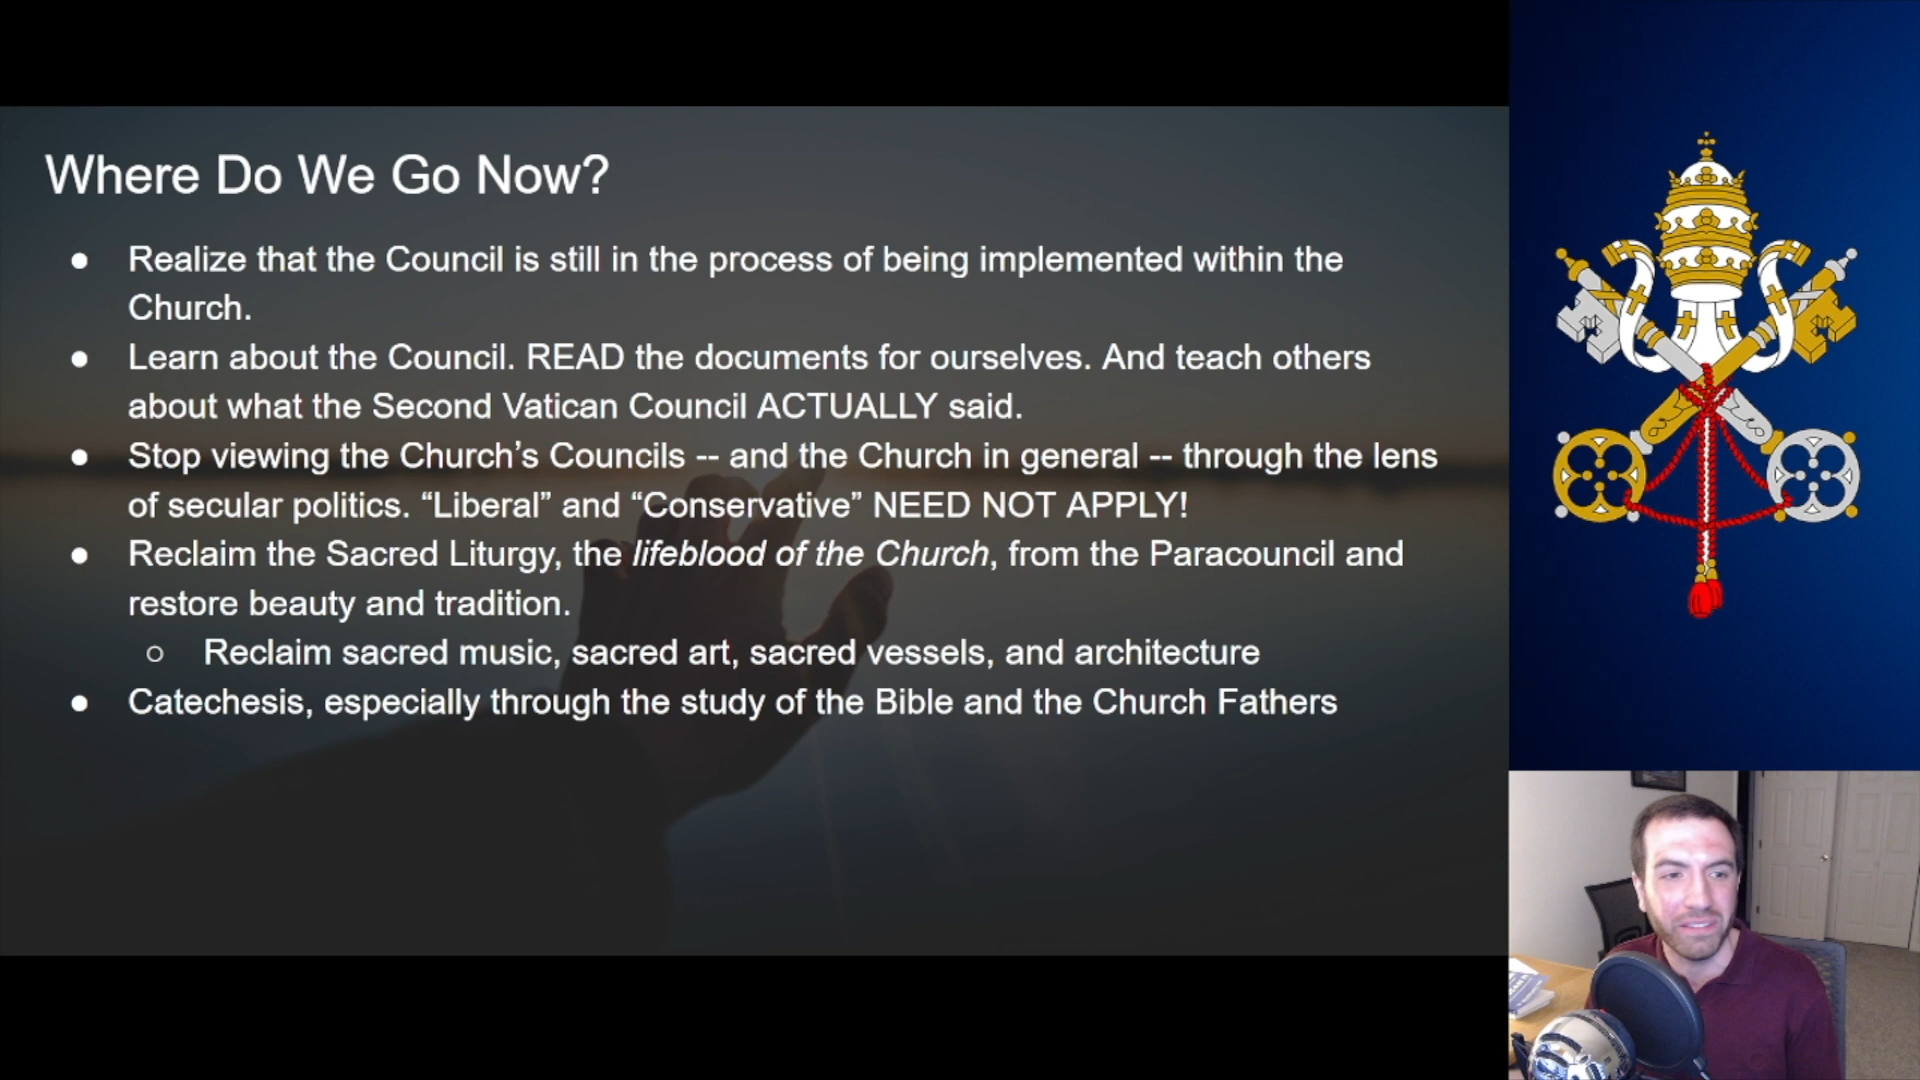 Where Do We Go Now?
● Realize that the Council is still in the process of being implemented within the
Church.
● Learn about the Council. READ the documents for ourselves. And teach others
about what the Second Vatican Council ACTUALLY said.
● Stop viewing the Church’s Councils -- and the Church in general -- through the lens
of secular politics. “Liberal” and “Conservative” NEED NOT APPLY!
● Reclaim the Sacred Liturgy, the lifeblood of the Church, from the Paracouncil and
restore beauty and tradition.
○ Reclaim sacred music, sacred art, sacred vessels, and architecture
● Catechesis, especially through the study of the Bible and the Church Fathers